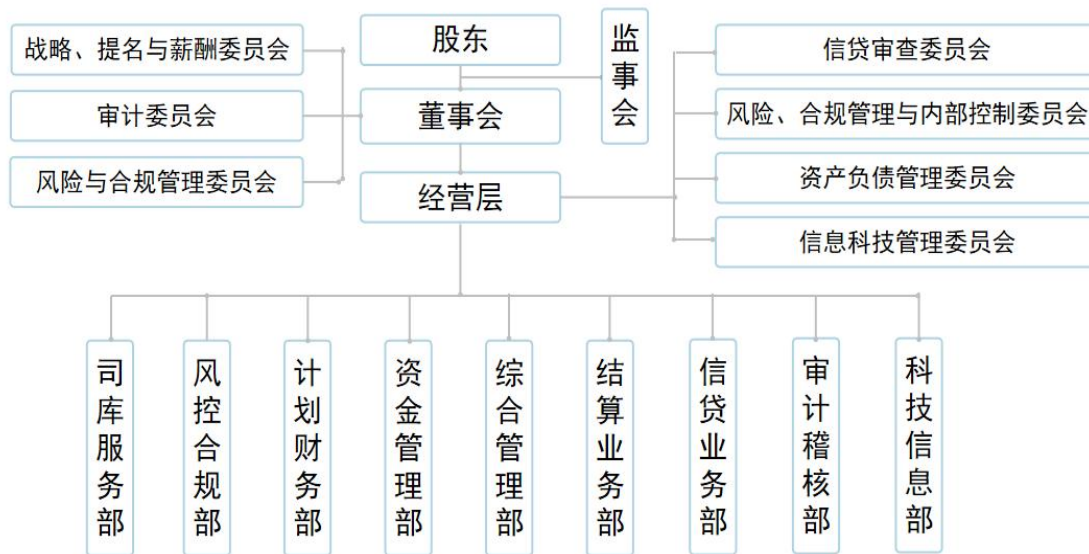 战略、提名与薪酬委员会
审计委员会
风险与合规管理委员会
股东
董事会
经营层
监事会
信贷审查委员会
风险、合规管理与内部控制委员会
资产负债管理委员会
信息科技管理委员会
司库服务部
风控合规部
计划财务部
资金管理部
综合管理部
结算业务部
信贷业务部
审计稽核部
科技信息部